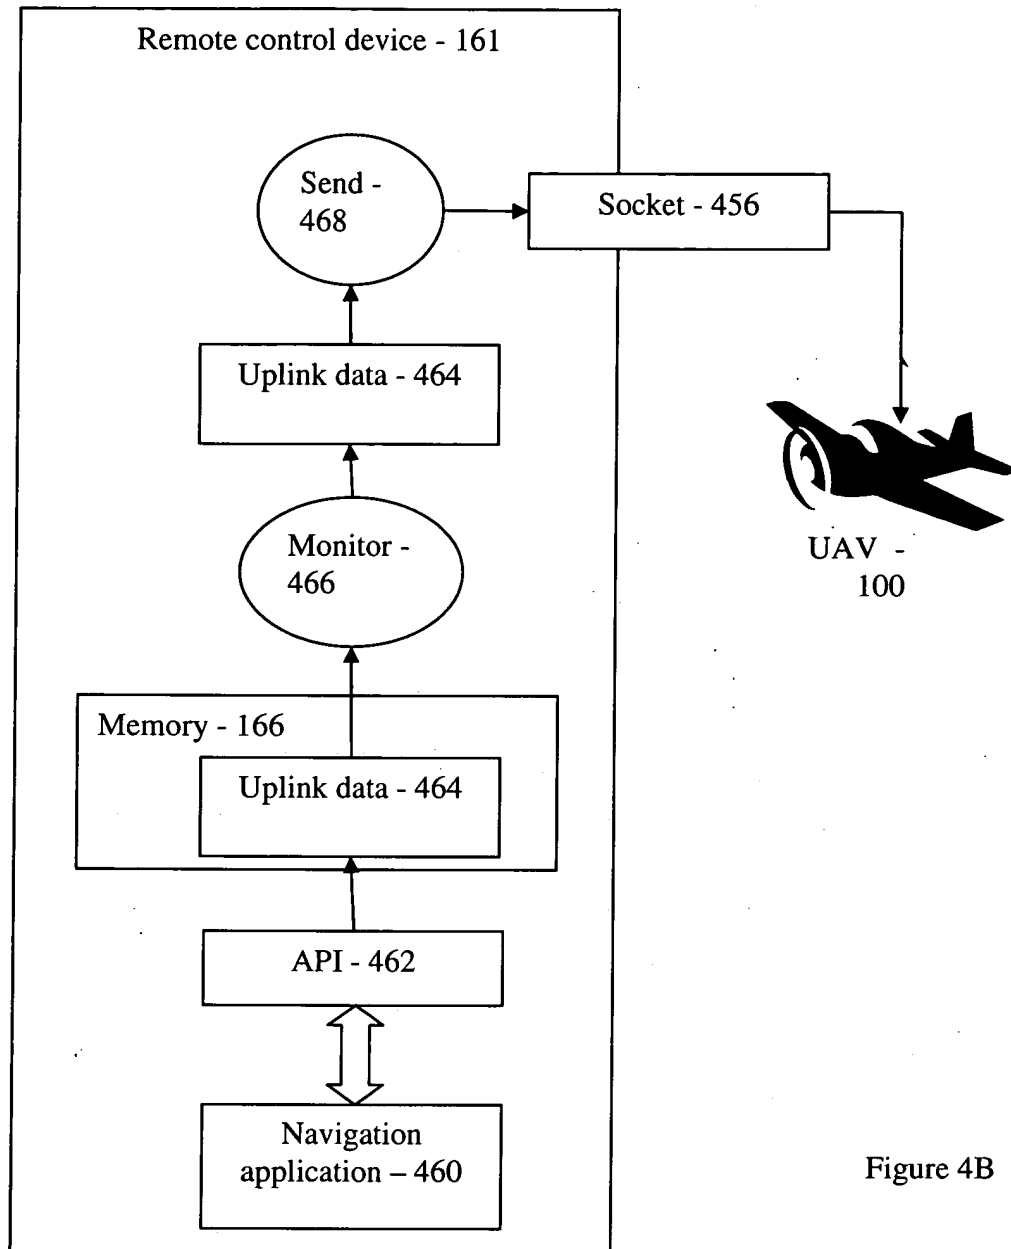 Remote control device - 161
Send -
468
Socket - 456
Uplink data - 464
Monitor -
466
UAV -
100
Memory - 166
Uplink data - 464
API - 462
Navigation
application – 460
Figure 4B